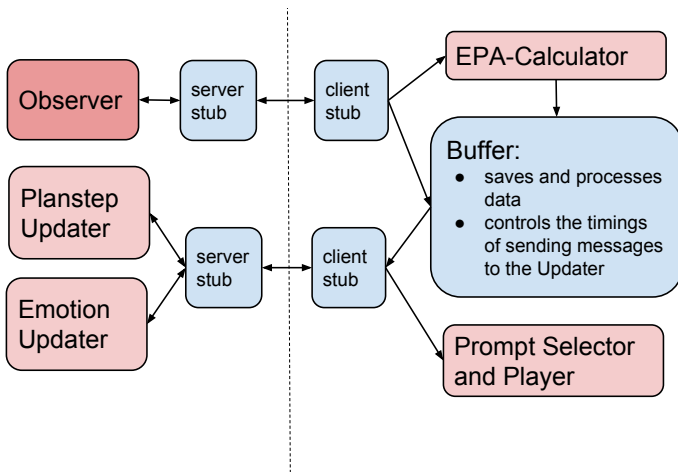 Observer
server
stub
client
stub
EPA-Calculator
Buffer:
● saves and processes
data
● controls the timings
of sending messages
to the Updater
Planstep
Updater
Emotion
Updater
server
stub
client
stub
Prompt Selector
and Player